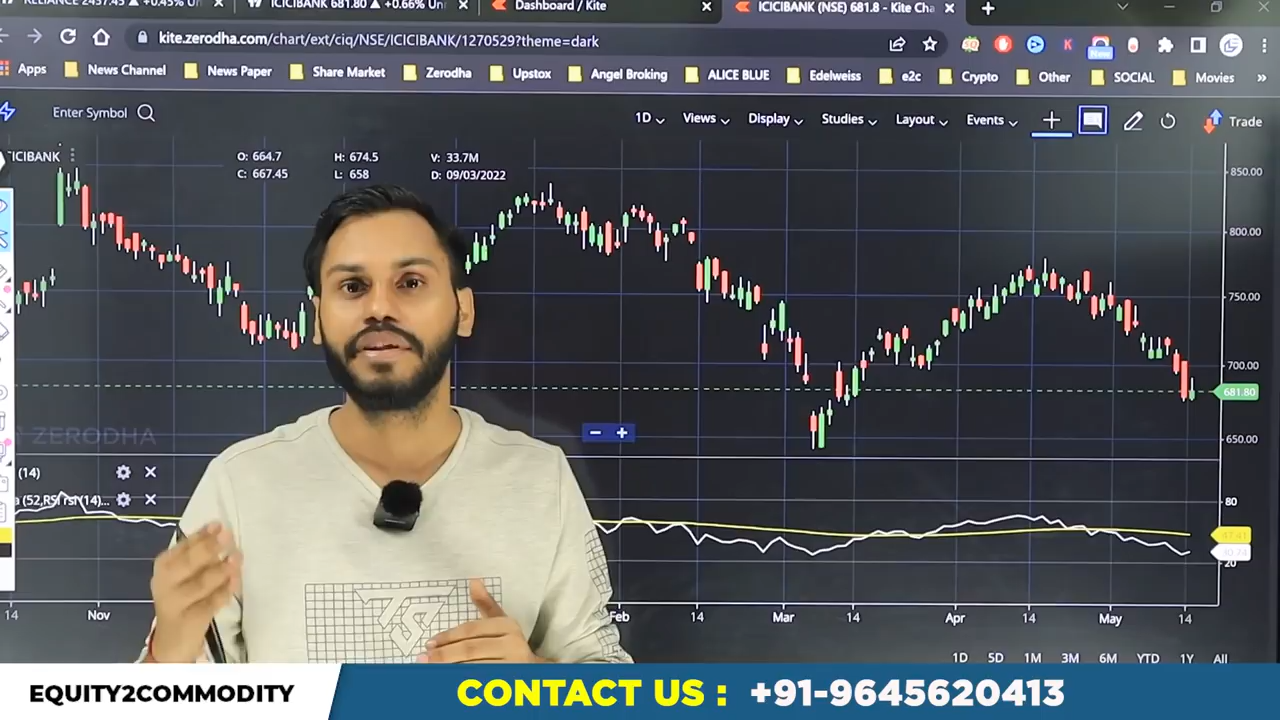 RELIANCE 2437.45 ▲ +0.45% Un...
ICICIBANK 681.80 ▲ +0.66% Un...
Dashboard / Kite
ICICIBANK (NSE) 681.8 - Kite Cha
kite.zerodha.com/chart/ext/ciq/NSE/ICICIBANK/1270529?theme=dark
Apps News Channel News Paper Share Market Zerodha Upstox Angel Broking ALICE BLUE Edelweiss e2c Crypto Other SOCIAL Movies »
New
Enter Symbol 1D Views Display Studies Layout Events Trade
ICICIBANK
O: 664.7 H: 674.5 V: 33.7M
C: 667.45 L: 658 D: 09/03/2022
850.00
800.00
750.00
700.00
681.80
650.00
ZERODHA
(14)
a (52,RSI rsi(14)...
80
20
14 Nov Feb 14 Mar 14 Apr 14 May 14
1D 5D 1M 3M 6M YTD 1Y All
EQUITY2COMMODITY
CONTACT US : +91-9645620413